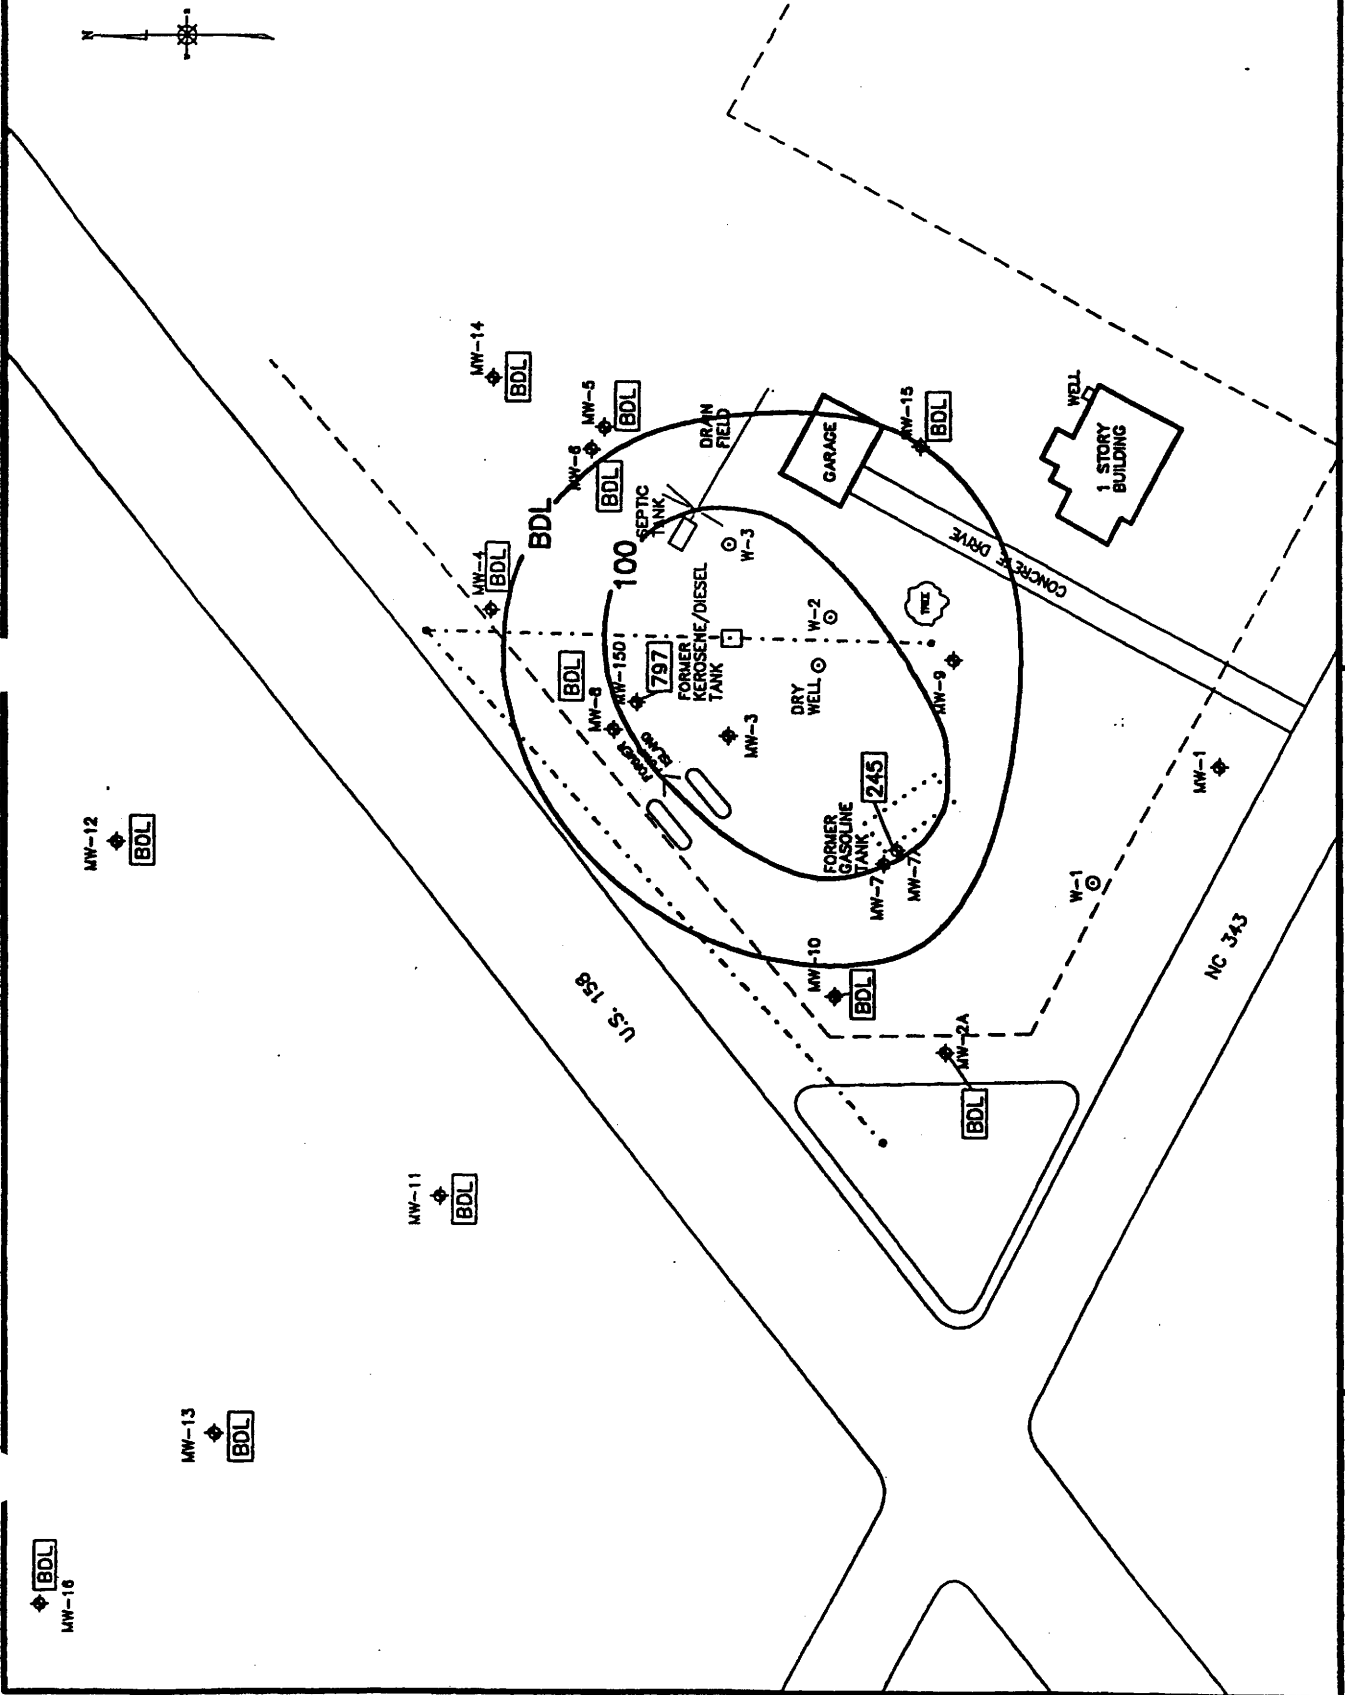 N
MW-14
BDL
MW-5
BDL
MW-6
BDL
BDL
MW-4
BDL
100
SEPTIC
TANK
DRAIN
FIELD
GARAGE
MW-15
BDL
WELL
1 STORY
BUILDING
CONCRETE DRIVE
TREE
W-3
W-2
DRY
WELL
FORMER
KEROSENE/DIESEL
TANK
797
MW-15D
BDL
MW-8
FORMER
PUMP
ISLAND
MW-3
MW-9
245
FORMER
GASOLINE
TANK
MW-7
MW-7A
MW-1
W-1
MW-10
BDL
MW-2A
BDL
NC 343
U.S. 158
MW-12
BDL
MW-11
BDL
MW-13
BDL
BDL
MW-16